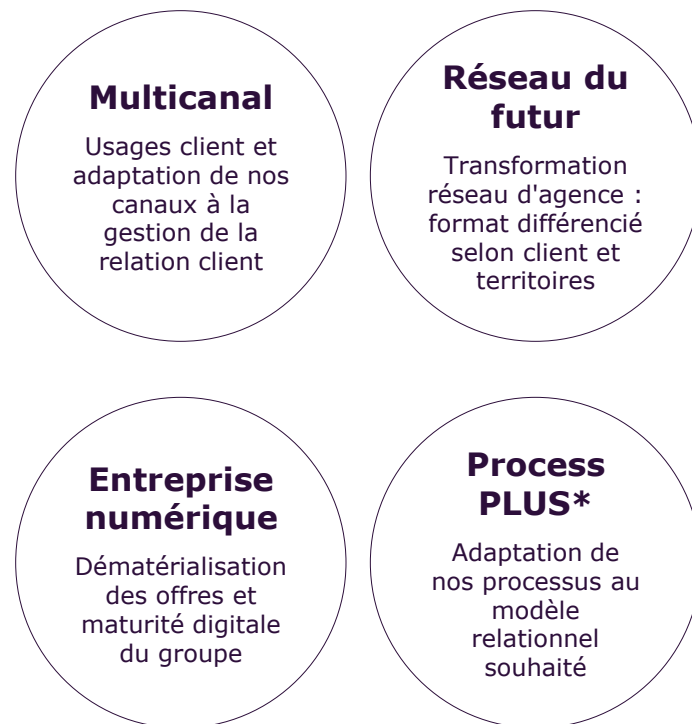 Multicanal
Usages client et
adaptation de nos
canaux à la
gestion de la
relation client
Réseau du
futur
Transformation
réseau d'agence :
format différencié
selon client et
territoires
Entreprise
numérique
Dématérialisation
des offres et
maturité digitale
du groupe
Process
PLUS*
Adaptation de
nos processus au
modèle
relationnel
souhaité